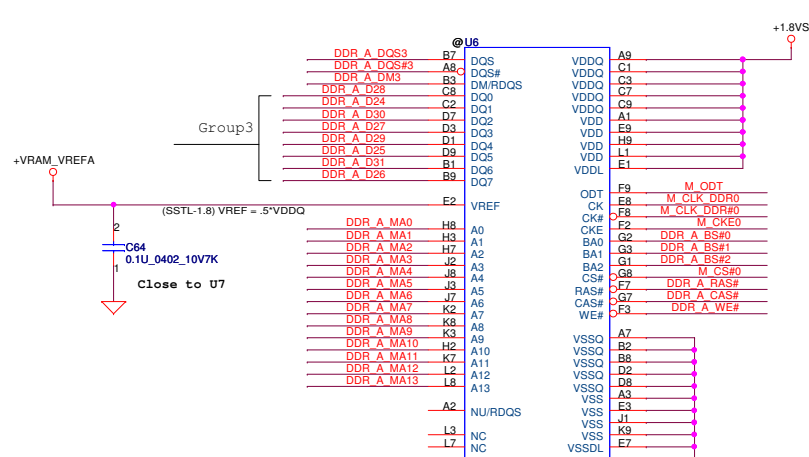 +1.8VS
@U6
DDR_A_DQS3 B7 DQS VDDQ A9
DDR_A_DQS#3 A8 DQS# VDDQ C1
DDR_A_DM3 B3 DM/RDQS VDDQ C3
DDR_A_D28 C8 DQ0 VDDQ C7
DDR_A_D24 C2 DQ1 VDDQ C9
DDR_A_D30 D7 DQ2 VDD A1
Group3 DDR_A_D27 D3 DQ3 VDD E9
DDR_A_D29 D1 DQ4 VDD H9
DDR_A_D25 D9 DQ5 VDD L1
+VRAM_VREFA DDR_A_D31 B1 DQ6 VDDL E1
DDR_A_D26 B9 DQ7
ODT F9 M_ODT
(SSTL-1.8) VREF = .5*VDDQ E2 VREF CK E8 M_CLK_DDR0
CK# F8 M_CLK_DDR#0
DDR_A_MA0 H8 A0 CKE F2 M_CKE0
DDR_A_MA1 H3 A1 BA0 G2 DDR_A_BS#0
DDR_A_MA2 H7 A2 BA1 G3 DDR_A_BS#1
DDR_A_MA3 J2 A3 BA2 G1 DDR_A_BS#2
DDR_A_MA4 J8 A4 CS# G8 M_CS#0
DDR_A_MA5 J3 A5 RAS# F7 DDR_A_RAS#
DDR_A_MA6 J7 A6 CAS# G7 DDR_A_CAS#
DDR_A_MA7 K2 A7 WE# F3 DDR_A_WE#
DDR_A_MA8 K8 A8
DDR_A_MA9 K3 A9 VSSQ A7
DDR_A_MA10 H2 A10 VSSQ B2
DDR_A_MA11 K7 A11 VSSQ B8
DDR_A_MA12 L2 A12 VSSQ D2
DDR_A_MA13 L8 A13 VSSQ D8
VSS A3
A2 NU/RDQS VSS E3
VSS J1
L3 NC VSS K9
L7 NC VSSDL E7
2
C64
0.1U_0402_10V7K
1
Close to U7